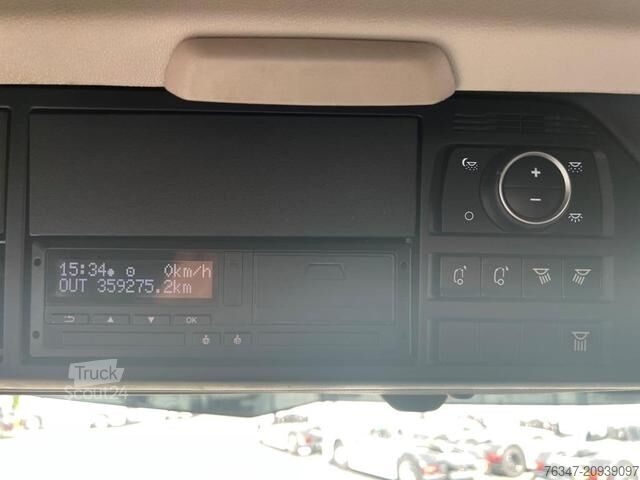 15:34 0km/h
OUT 359275.2km
OK
+
−
Truck
Scout24
76347-20939097